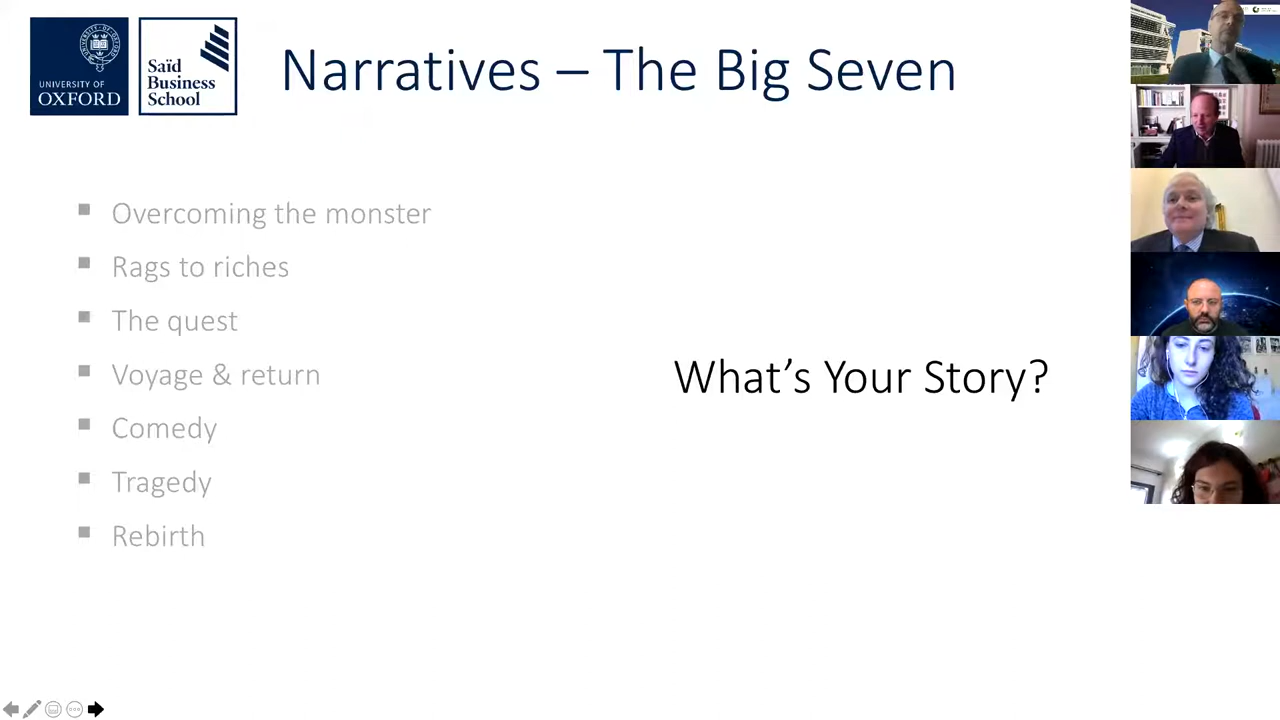 UNIVERSITY OF
OXFORD
Saïd
Business
School
Narratives – The Big Seven
Overcoming the monster
Rags to riches
The quest
Voyage & return
Comedy
Tragedy
Rebirth
What's Your Story?